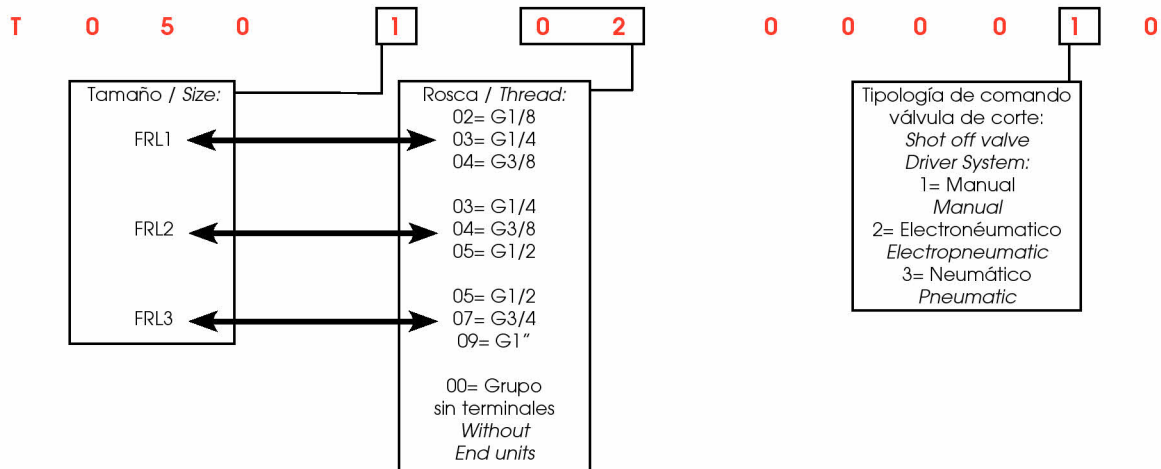 T 0 5 0 1 0 2 0 0 0 0 1 0
Tamaño / Size:
FRL1
FRL2
FRL3
Rosca / Thread:
02= G1/8
03= G1/4
04= G3/8
03= G1/4
04= G3/8
05= G1/2
05= G1/2
07= G3/4
09= G1”
00= Grupo
sin terminales
Without
End units
Tipología de comando
válvula de corte:
Shot off valve
Driver System:
1= Manual
Manual
2= Electronéumatico
Electropneumatic
3= Neumático
Pneumatic